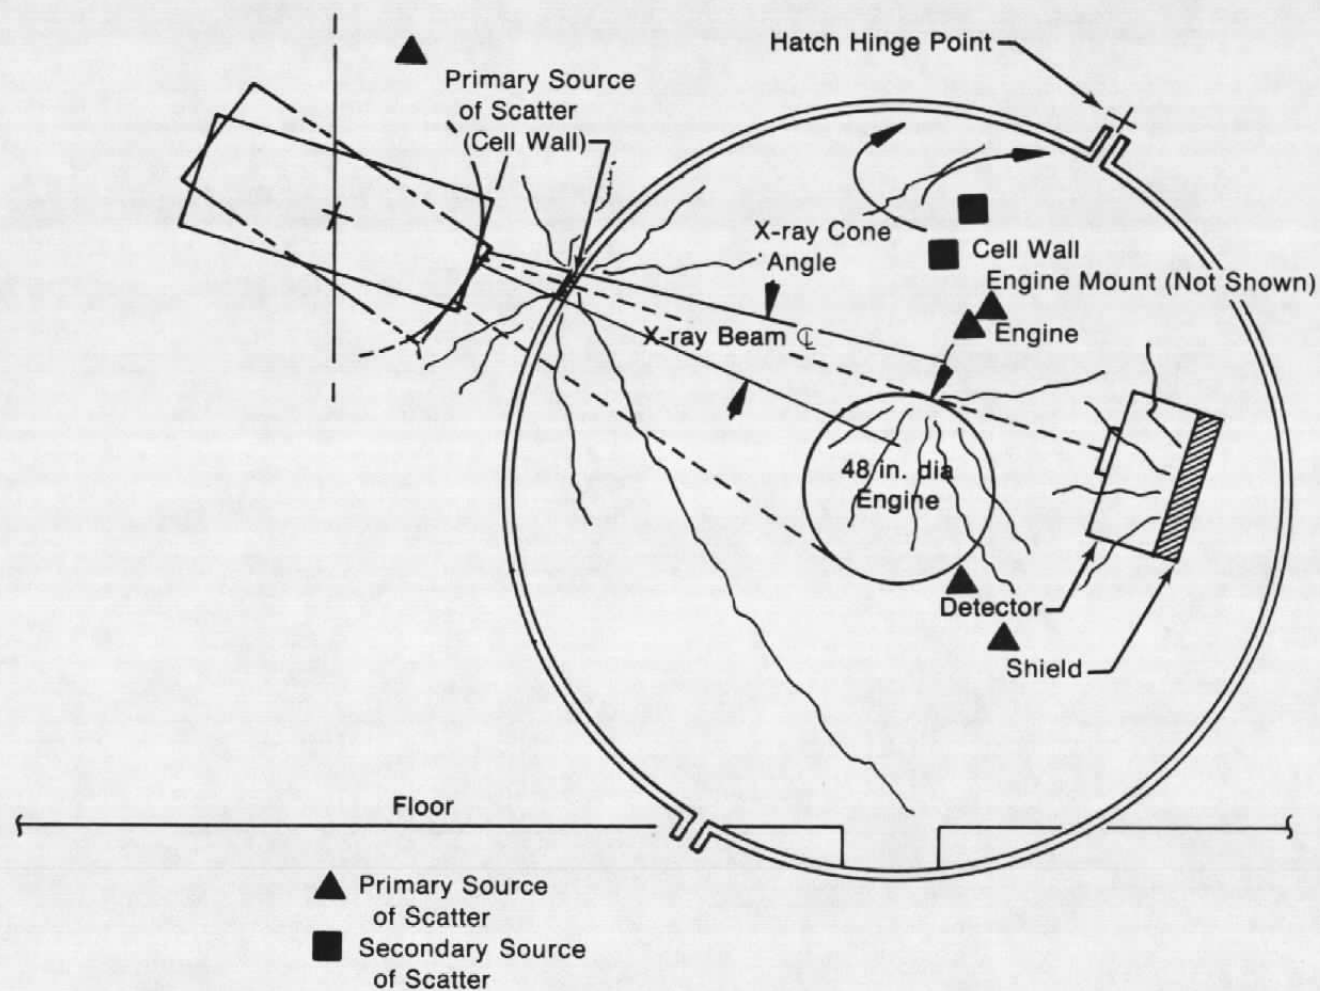 Hatch Hinge Point
Primary Source
of Scatter
(Cell Wall)
X-ray Cone
Angle
Cell Wall
Engine Mount (Not Shown)
Engine
X-ray Beam ℄
48 in. dia
Engine
Detector
Shield
Floor
Primary Source
of Scatter
Secondary Source
of Scatter